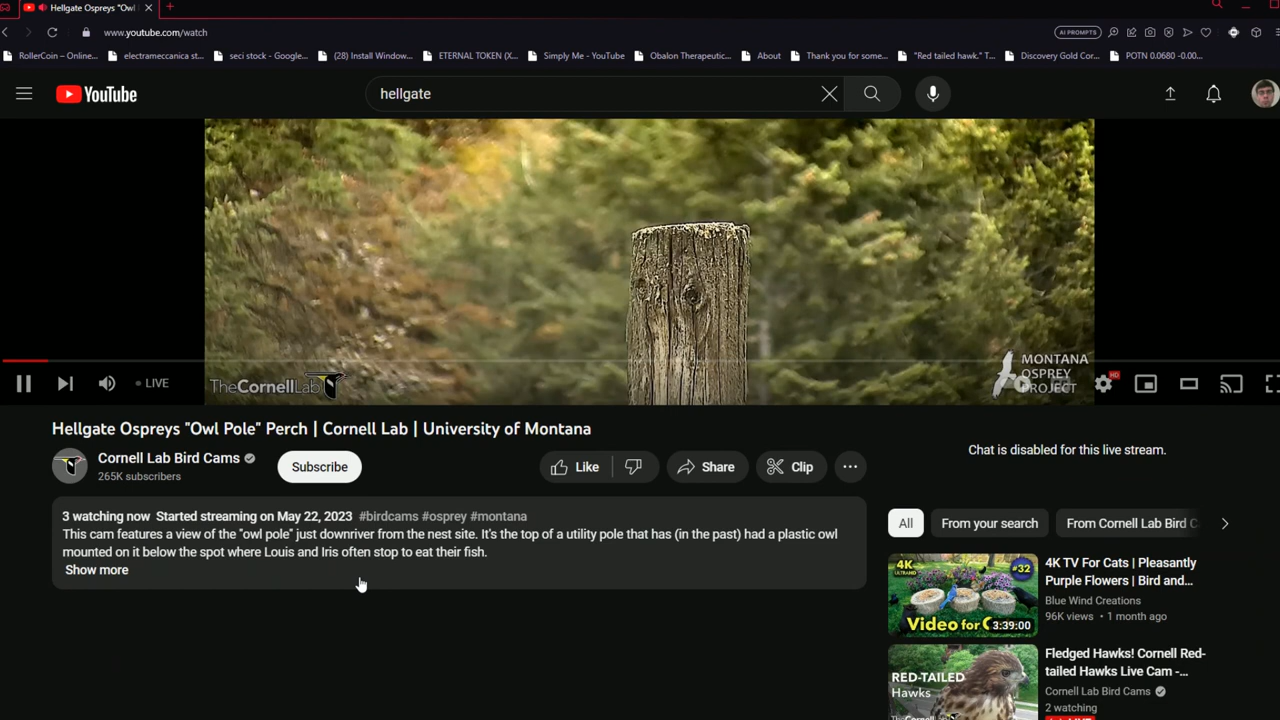 Hellgate Ospreys "Owl
www.youtube.com/watch
AI PROMPTS
RollerCoin – Online...
electrameccanica st...
seci stock - Google...
(28) Install Window...
ETERNAL TOKEN (X...
Simply Me - YouTube
Obalon Therapeutic...
About
Thank you for some...
"Red tailed hawk." T...
Discovery Gold Cor...
POTN 0.0680 -0.00...
YouTube
hellgate
LIVE
TheCornellLab
MONTANA
OSPREY
PROJECT
HD
Hellgate Ospreys "Owl Pole" Perch | Cornell Lab | University of Montana
Cornell Lab Bird Cams
265K subscribers
Subscribe
Like
Share
Clip
Chat is disabled for this live stream.
3 watching now Started streaming on May 22, 2023 #birdcams #osprey #montana
This cam features a view of the "owl pole" just downriver from the nest site. It's the top of a utility pole that has (in the past) had a plastic owl
mounted on it below the spot where Louis and Iris often stop to eat their fish.
Show more
All
From your search
From Cornell Lab Bird C
4K
ULTRAHD
#32
Video for C
3:39:00
4K TV For Cats | Pleasantly
Purple Flowers | Bird and...
Blue Wind Creations
96K views • 1 month ago
RED-TAILED
Hawks
Fledged Hawks! Cornell Red-
tailed Hawks Live Cam -...
Cornell Lab Bird Cams
2 watching